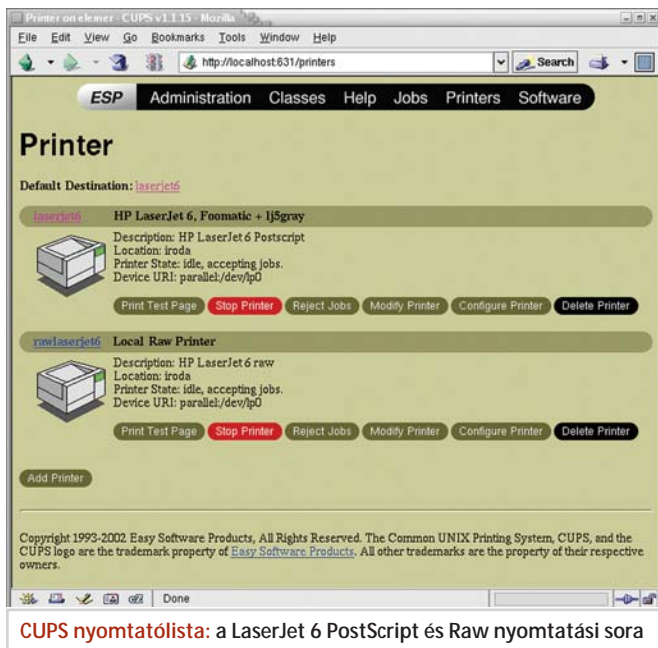 Printer on elemer - CUPS v1.1.15 - Mozilla
File Edit View Go Bookmarks Tools Window Help
http://localhost:631/printers
Search
ESP Administration Classes Help Jobs Printers Software
Printer
Default Destination: laserjet6
laserjet6 HP LaserJet 6, Foomatic + lj5gray
Description: HP LaserJet 6 Postscript
Location: iroda
Printer State: idle, accepting jobs.
Device URI: parallel:/dev/lp0
Print Test Page Stop Printer Reject Jobs Modify Printer Configure Printer Delete Printer
rawlaserjet6 Local Raw Printer
Description: HP LaserJet 6 raw
Location: iroda
Printer State: idle, accepting jobs.
Device URI: parallel:/dev/lp0
Print Test Page Stop Printer Reject Jobs Modify Printer Configure Printer Delete Printer
Add Printer
Copyright 1993-2002 Easy Software Products, All Rights Reserved. The Common UNIX Printing System, CUPS, and the
CUPS logo are the trademark property of Easy Software Products. All other trademarks are the property of their respective
owners.
Done
CUPS nyomtatólista: a LaserJet 6 PostScript és Raw nyomtatási sora